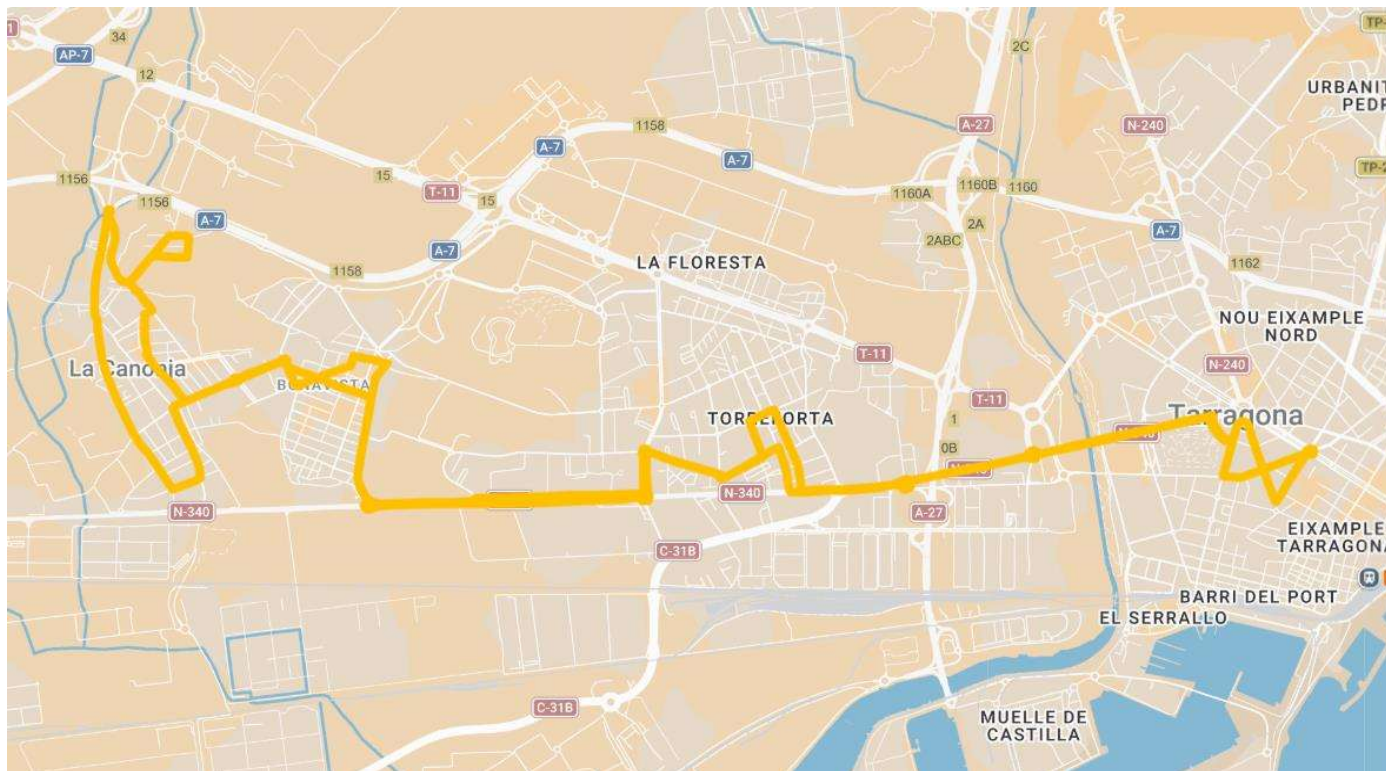 34
AP-7
12
2C
TP-
URBANIT
PEDR
1158
A-27
N-240
A-7
A-7
TP-2
1156
15
T-11
1160A
1160B
1160
1156
15
A-7
2A
A-7
2ABC
A-7
1158
LA FLORESTA
1162
NOU EIXAMPLE
NORD
La Canonja
T-11
N-240
BONAVISTA
T-11
TORREFORTA
1
Tarragona
0B
N-340
N-340
A-27
EIXAMPLE
TARRAGONA
C-31B
BARRI DEL PORT
EL SERRALLO
C-31B
MUELLE DE
CASTILLA